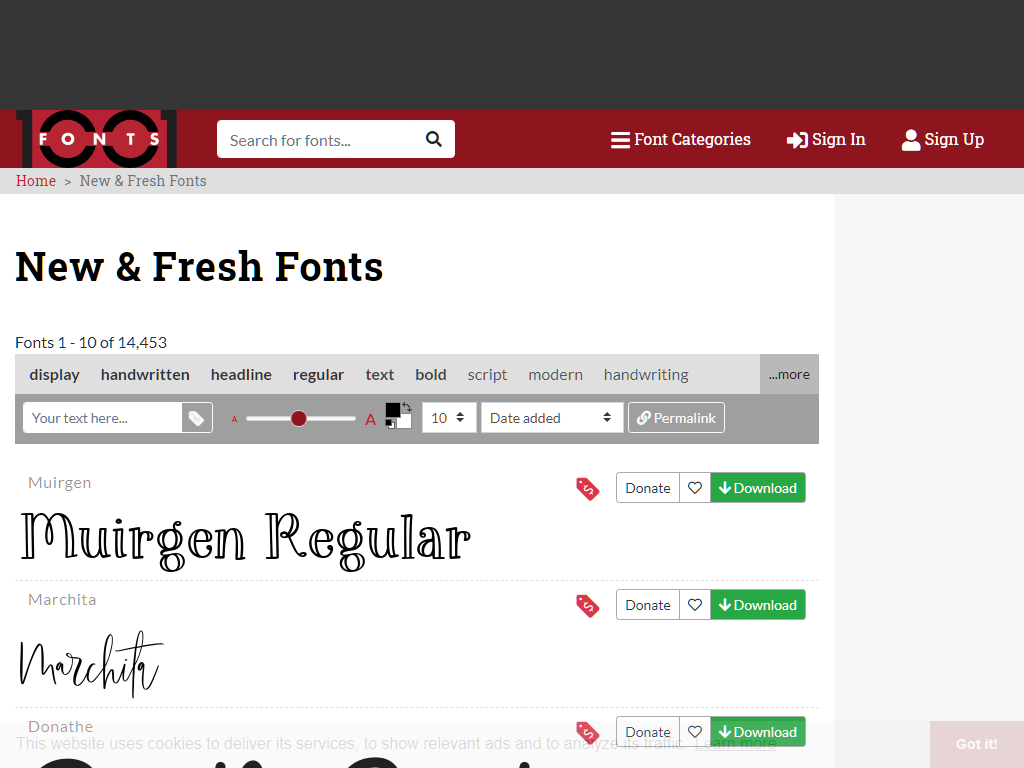 1001 FONTS
Search for fonts...
Font Categories
Sign In
Sign Up
Home > New & Fresh Fonts
New & Fresh Fonts
Fonts 1 - 10 of 14,453
display handwritten headline regular text bold script modern handwriting ...more
Your text here... A A 10 Date added Permalink
Muirgen
Donate Download
Muirgen Regular
Marchita
Donate Download
Marchita
Donathe
Donate Download
This website uses cookies to deliver its services, to show relevant ads and to analyze its traffic. Learn more
Got it!